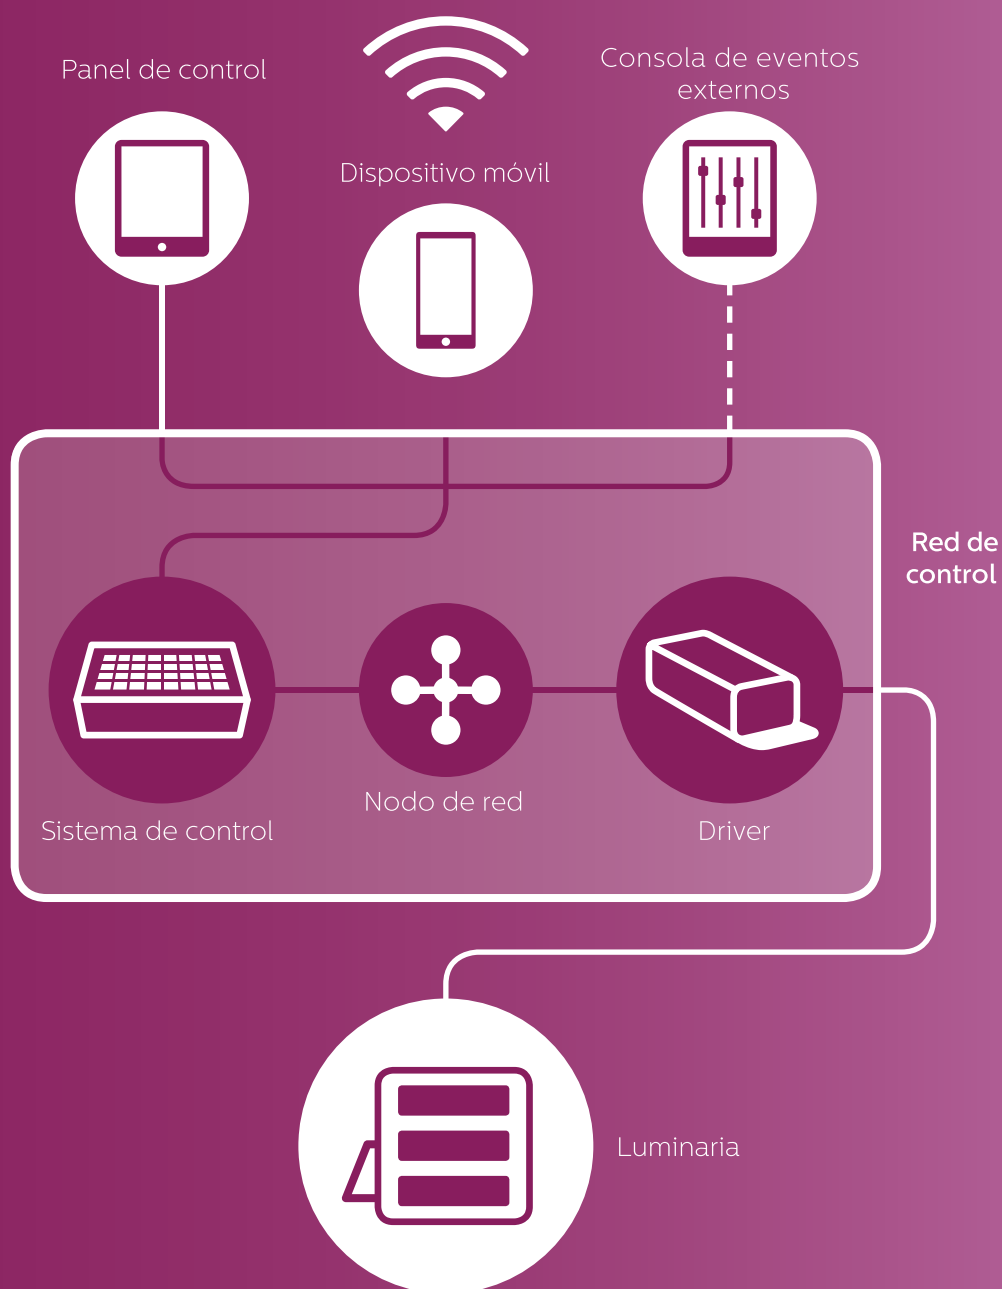 Panel de control
Dispositivo móvil
Consola de eventos
externos
Red de
control
Sistema de control
Nodo de red
Driver
Luminaria